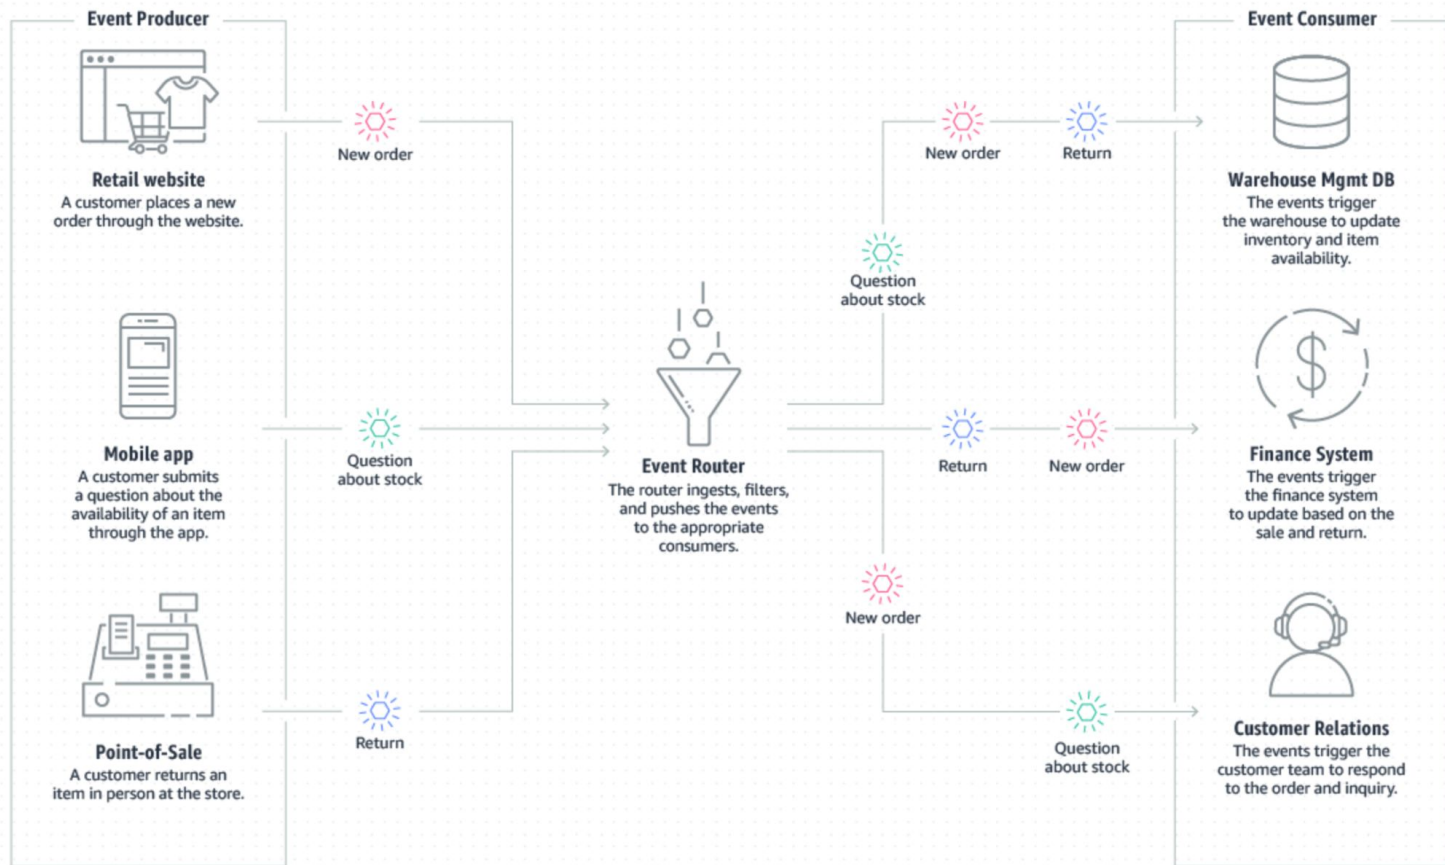 Event Producer
Retail website
A customer places a new
order through the website.
Mobile app
A customer submits
a question about the
availability of an item
through the app.
Point-of-Sale
A customer returns an
item in person at the store.
New order
Question
about stock
Return
Event Router
The router ingests, filters,
and pushes the events
to the appropriate
consumers.
New order
Return
Question
about stock
Return
New order
New order
Question
about stock
Event Consumer
Warehouse Mgmt DB
The events trigger
the warehouse to update
inventory and item
availability.
Finance System
The events trigger
the finance system
to update based on the
sale and return.
Customer Relations
The events trigger the
customer team to respond
to the order and inquiry.